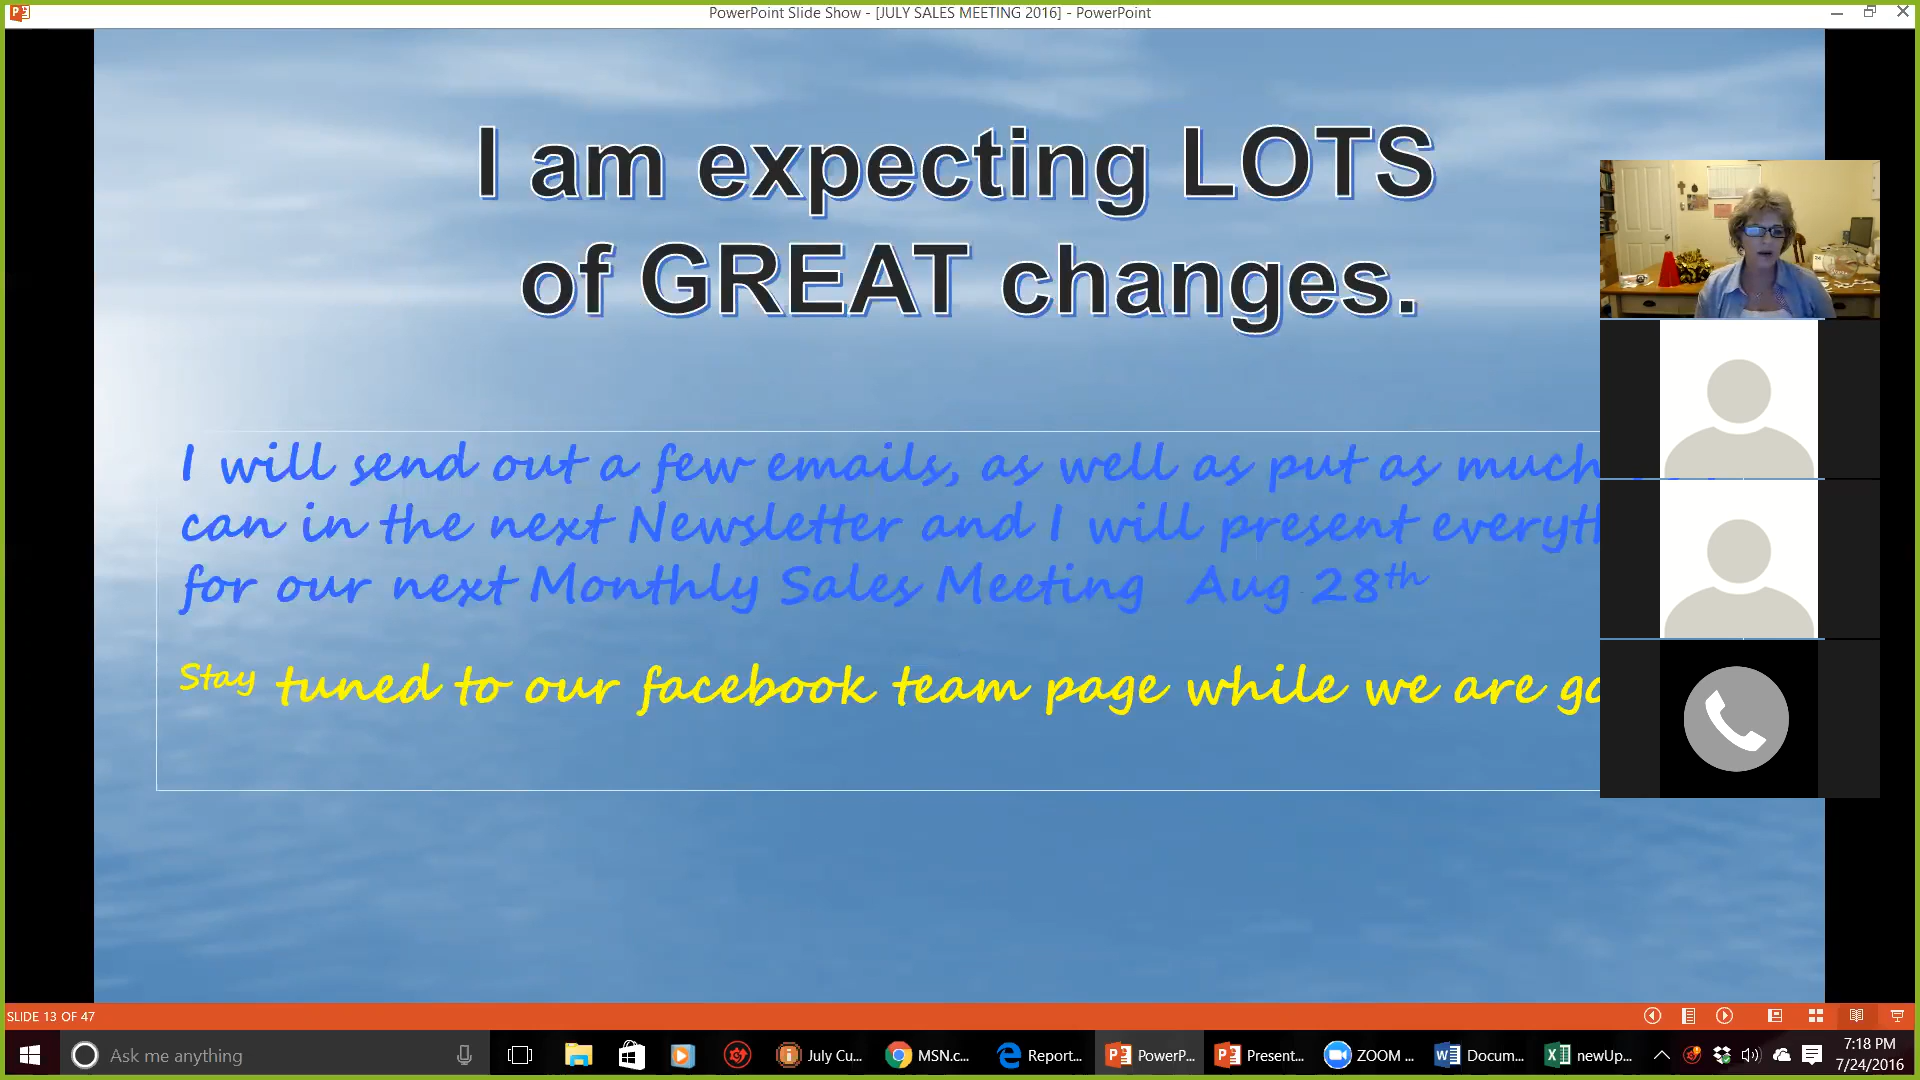 PowerPoint Slide Show - [JULY SALES MEETING 2016] - PowerPoint
I am expecting LOTS
of GREAT changes.
I will send out a few emails, as well as put as much
can in the next Newsletter and I will present
for our next Monthly Sales Meeting Aug 28th
Stay tuned to our facebook team page while we are
SLIDE 13 OF 47
Ask me anything
July Cu...
MSN.c...
Report...
PowerP...
Present...
ZOOM ...
Docum...
newUp...
7:18 PM
7/24/2016